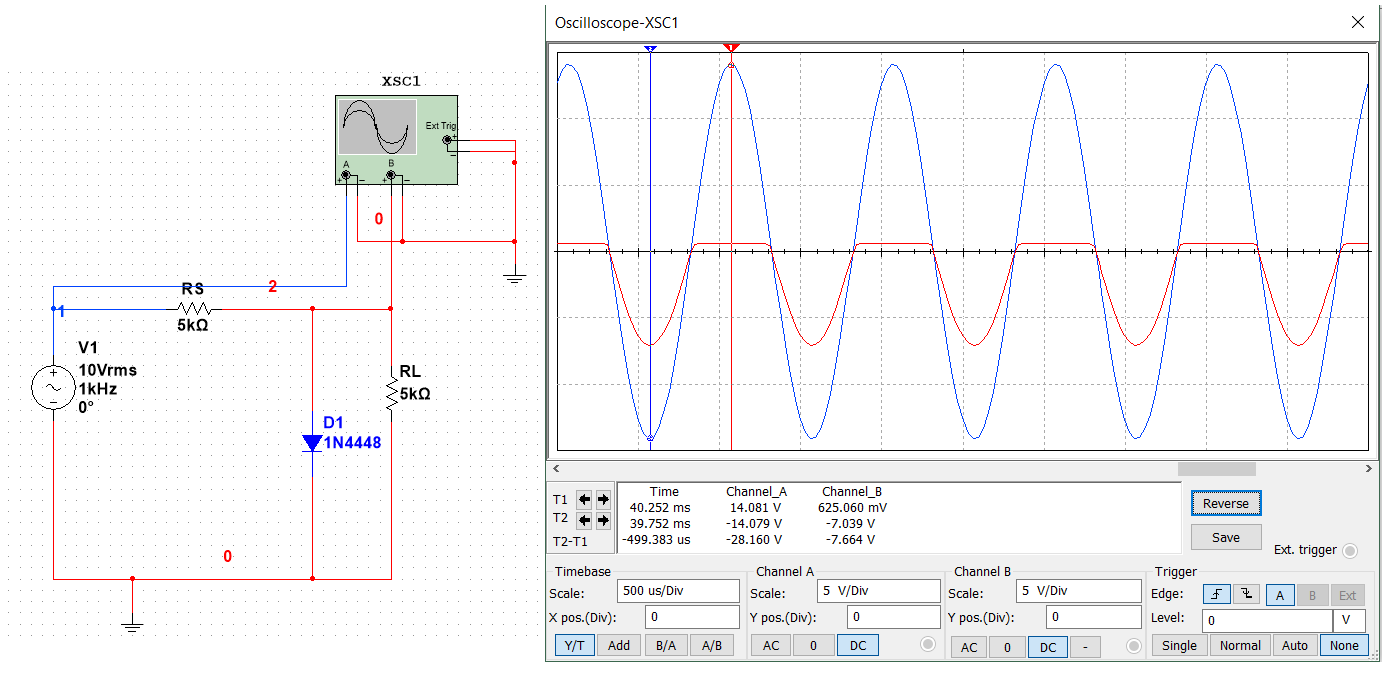 Oscilloscope-XSC1
XSC1
Ext Trig
+
A
B
+ − + −
0
2
1
RS
5kΩ
V1
10Vrms
1kHz
0°
RL
5kΩ
D1
1N4448
0
2
1
T1
T2
T2-T1
Time Channel_A Channel_B
40.252 ms 14.081 V 625.060 mV
39.752 ms -14.079 V -7.039 V
-499.383 us -28.160 V -7.664 V
Reverse
Save
Ext. trigger
Timebase
Scale: 500 us/Div
X pos.(Div): 0
Y/T Add B/A A/B
Channel A
Scale: 5 V/Div
Y pos.(Div): 0
AC 0 DC
Channel B
Scale: 5 V/Div
Y pos.(Div): 0
AC 0 DC -
Trigger
Edge: A B Ext
Level: 0 V
Single Normal Auto None